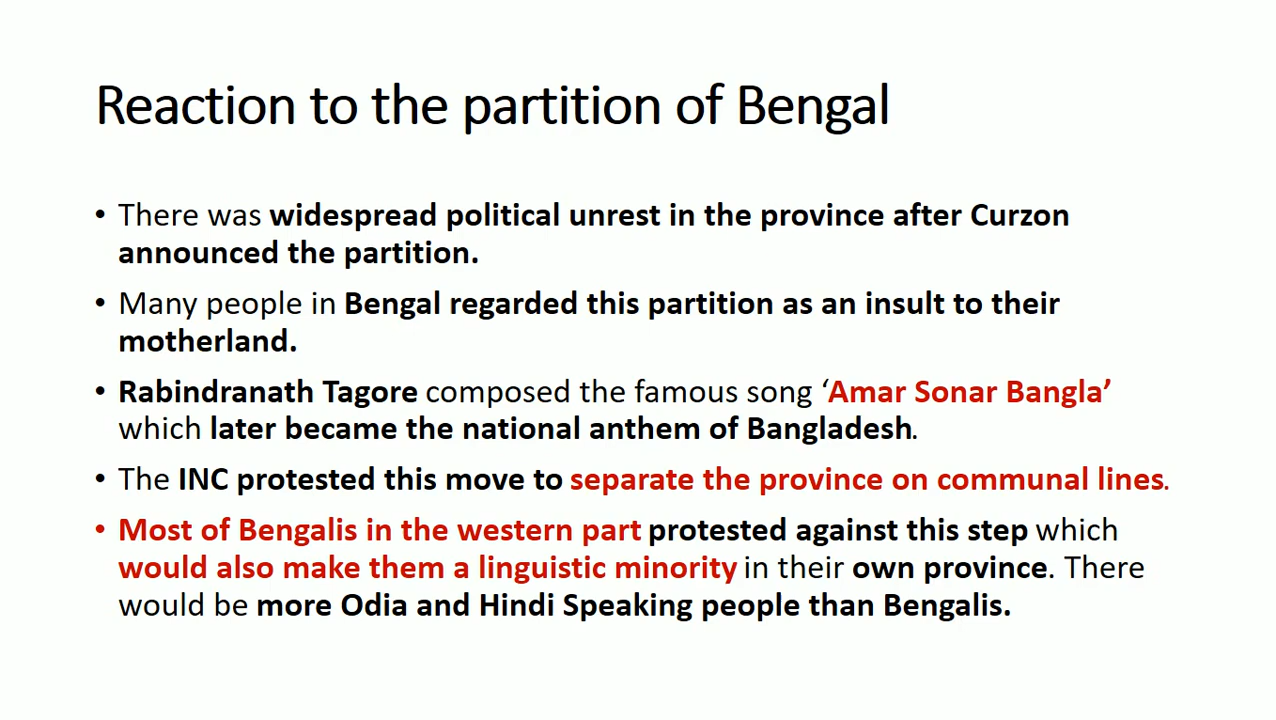 Reaction to the partition of Bengal
• There was widespread political unrest in the province after Curzon
announced the partition.
• Many people in Bengal regarded this partition as an insult to their
motherland.
• Rabindranath Tagore composed the famous song ‘Amar Sonar Bangla’
which later became the national anthem of Bangladesh.
• The INC protested this move to separate the province on communal lines.
• Most of Bengalis in the western part protested against this step which
would also make them a linguistic minority in their own province. There
would be more Odia and Hindi Speaking people than Bengalis.